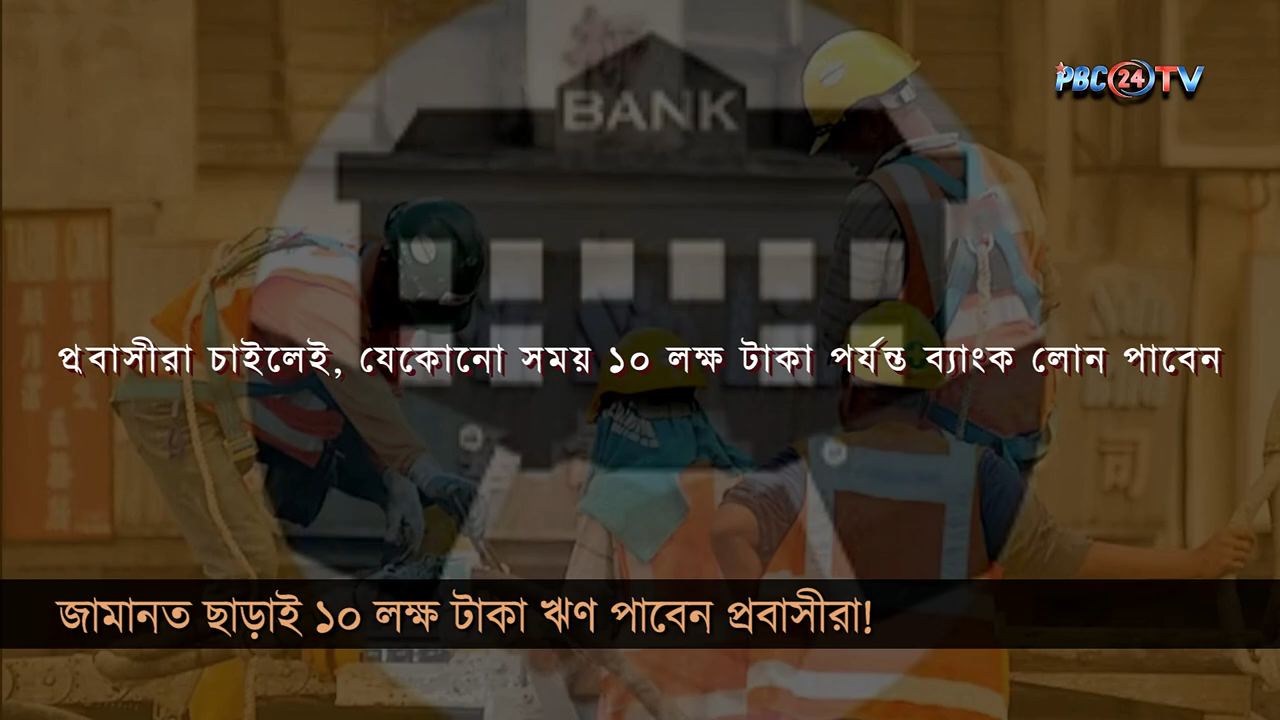 PBC 24 TV
BANK
প্রবাসীরা চাইলেই, যেকোনো সময় ১০ লক্ষ টাকা পর্যন্ত ব্যাংক লোন পাবেন
জামানত ছাড়াই ১০ লক্ষ টাকা ঋণ পাবেন প্রবাসীরা!